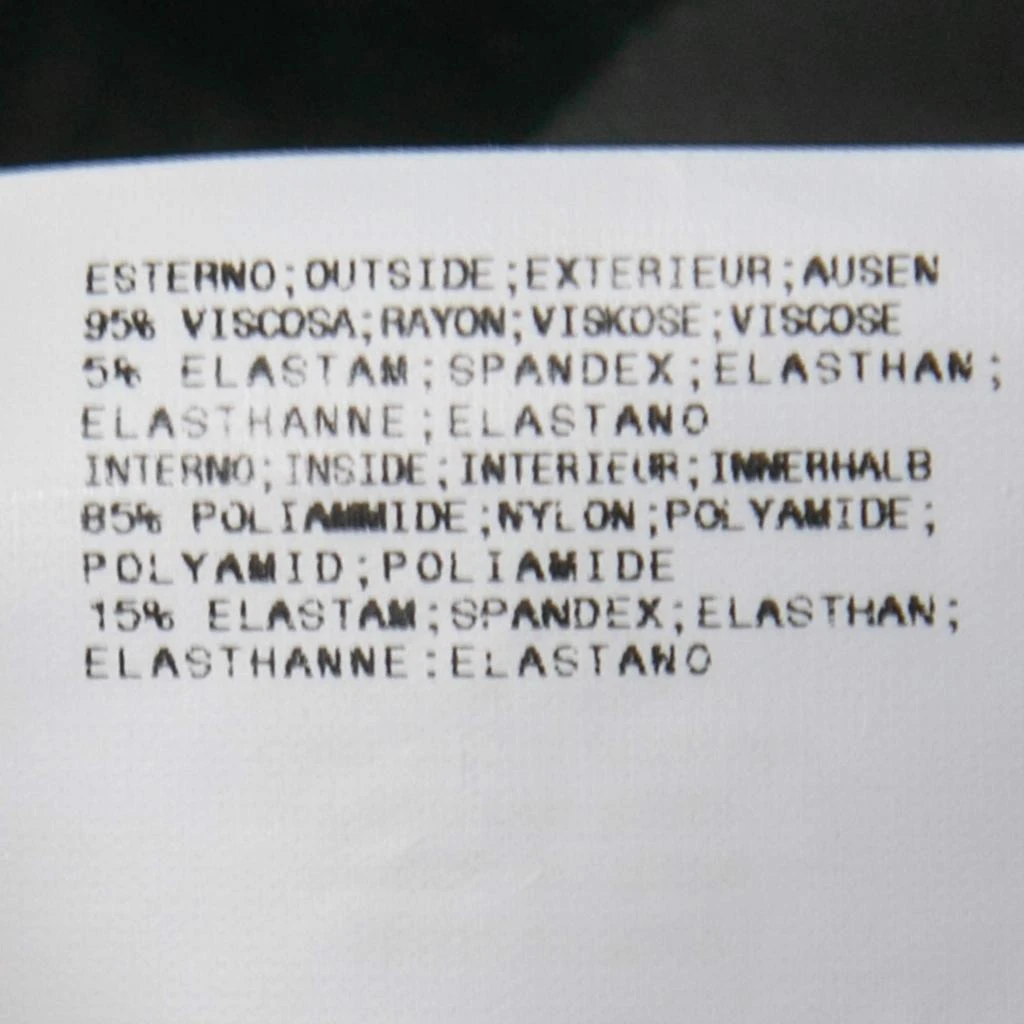 ESTERNO;OUTSIDE;EXTERIEUR;AUSEN
95% VISCOSA;RAYON;VISKOSE;VISCOSE
5% ELASTAM;SPANDEX;ELASTHAN;
ELASTHANNE;ELASTANO
INTERNO;INSIDE;INTERIEUR;INNERHALB
85% POLIAMMIDE;NYLON;POLYAMIDE;
POLYAMID;POLIAMIDE
15% ELASTAM;SPANDEX;ELASTHAN;
ELASTHANNE:ELASTANO